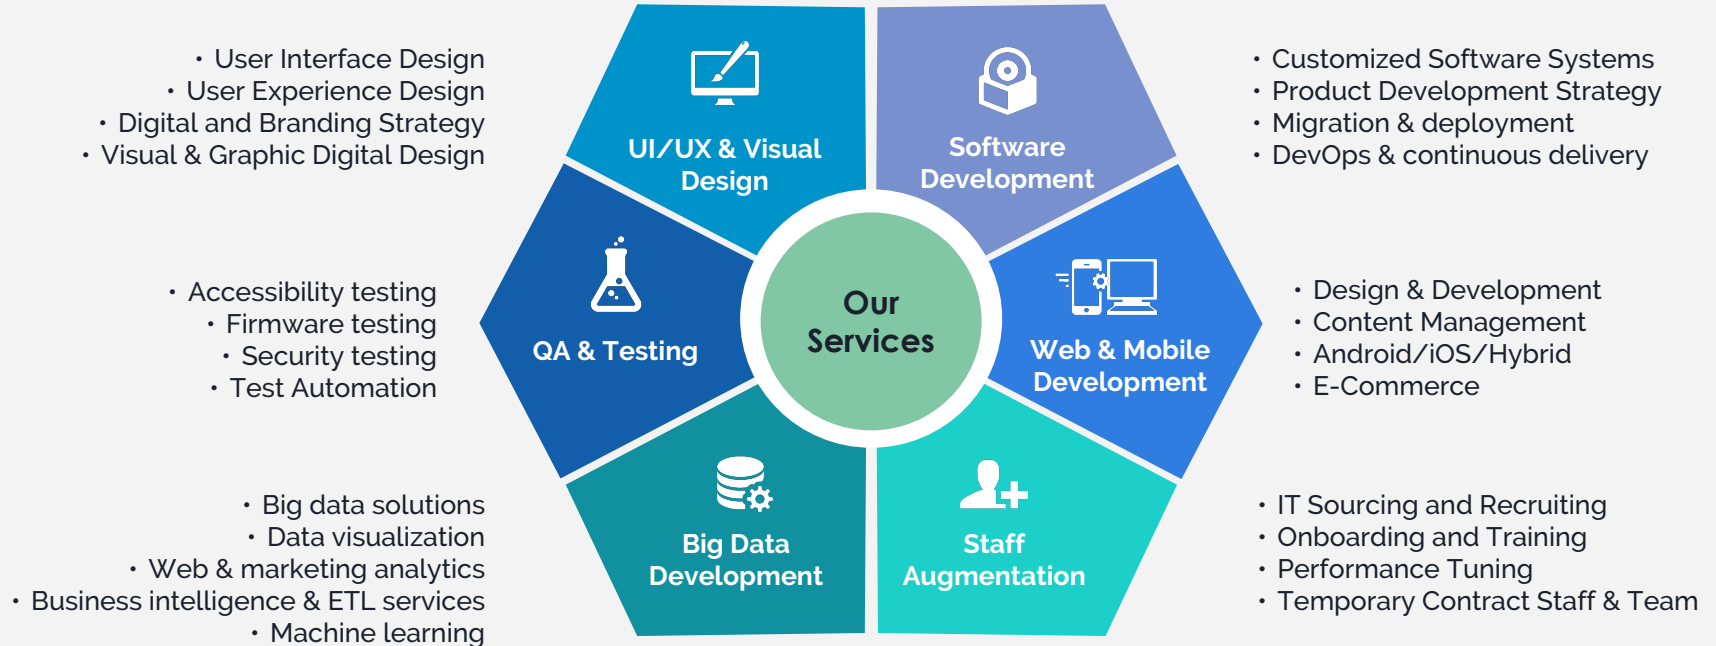 • User Interface Design
• User Experience Design
• Digital and Branding Strategy
• Visual & Graphic Digital Design
UI/UX & Visual
Design
Software
Development
• Customized Software Systems
• Product Development Strategy
• Migration & deployment
• DevOps & continuous delivery
• Accessibility testing
• Firmware testing
• Security testing
• Test Automation
QA & Testing
Our
Services
Web & Mobile
Development
• Design & Development
• Content Management
• Android/iOS/Hybrid
• E-Commerce
• Big data solutions
• Data visualization
• Web & marketing analytics
• Business intelligence & ETL services
• Machine learning
Big Data
Development
Staff
Augmentation
• IT Sourcing and Recruiting
• Onboarding and Training
• Performance Tuning
• Temporary Contract Staff & Team